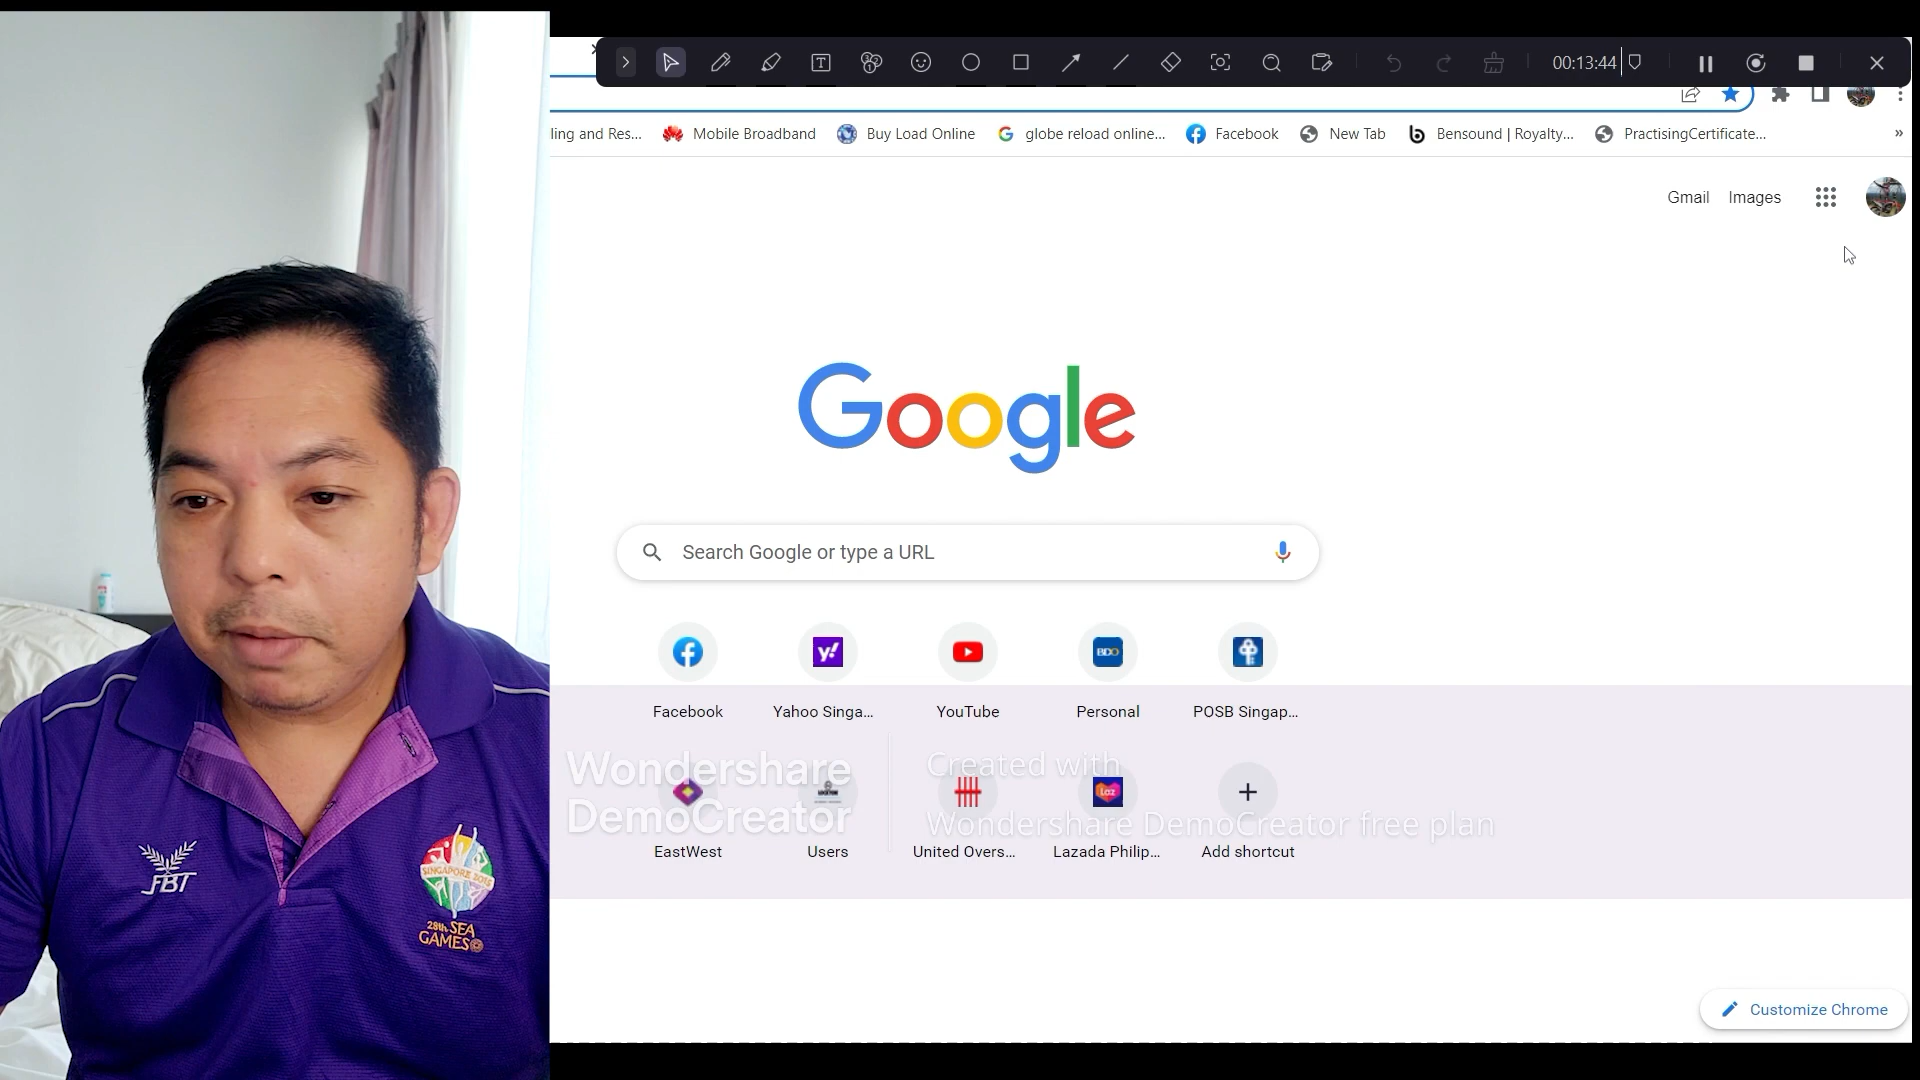 00:13:44
ling and Res... Mobile Broadband Buy Load Online globe reload online... Facebook New Tab Bensound | Royalty... PractisingCertificate... »
Gmail Images
Google
Search Google or type a URL
Facebook Yahoo Singa... YouTube Personal POSB Singap...
Wondershare
DemoCreator
Created with
Wondershare DemoCreator free plan
EastWest Users United Overs... Lazada Philip... Add shortcut
Customize Chrome
FBT
SINGAPORE 2015
28th SEA
GAMES
BDO
Laz